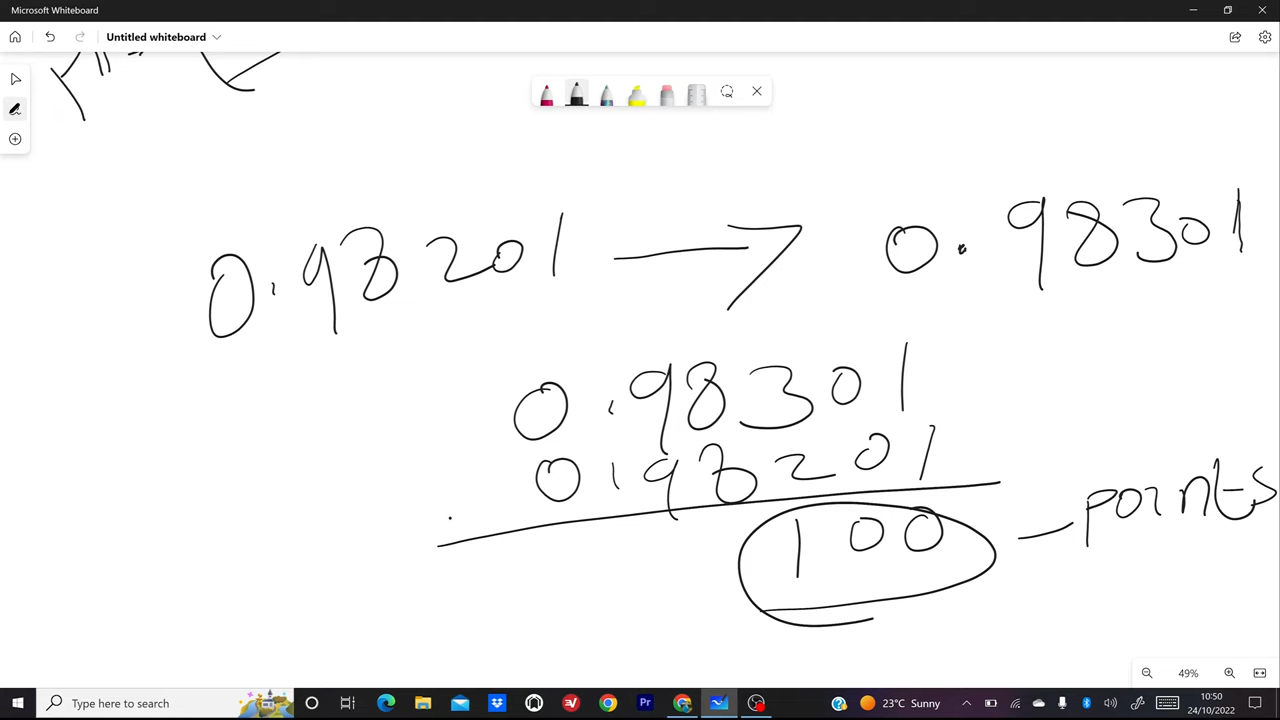 Microsoft Whiteboard
Untitled whiteboard
0.98201 → 0.98301
0.98301
0.98201
100 – points
49%
Type here to search
Pr
23°C Sunny
10:50
24/10/2022